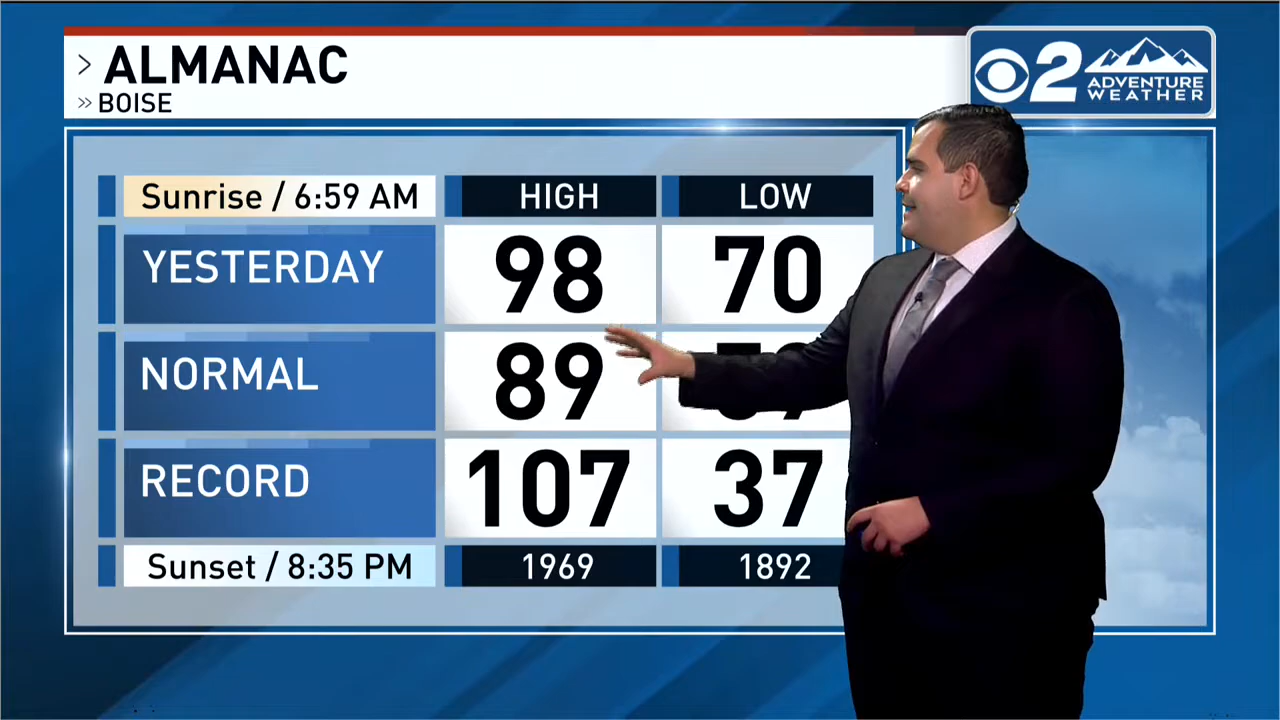 > ALMANAC
» BOISE
2 ADVENTURE
WEATHER
Sunrise / 6:59 AM HIGH LOW
YESTERDAY 98 70
NORMAL 89
RECORD 107 37
Sunset / 8:35 PM 1969 1892